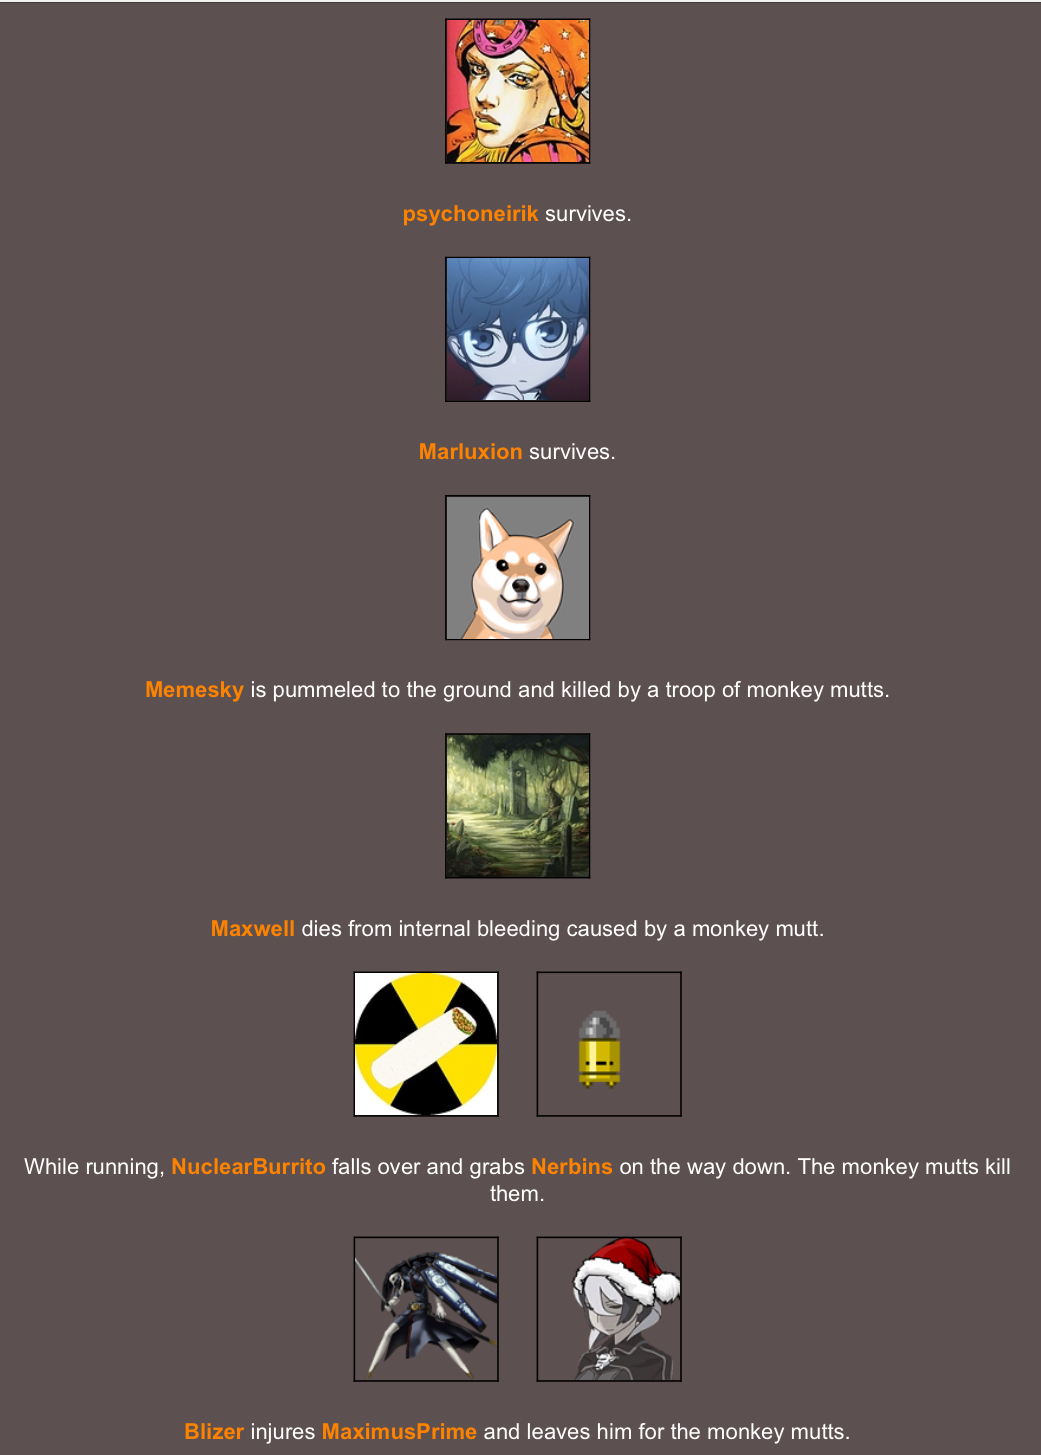 psychoneirik survives.
Marluxion survives.
Memesky is pummeled to the ground and killed by a troop of monkey mutts.
Maxwell dies from internal bleeding caused by a monkey mutt.
While running, NuclearBurrito falls over and grabs Nerbins on the way down. The monkey mutts kill
them.
Blizer injures MaximusPrime and leaves him for the monkey mutts.